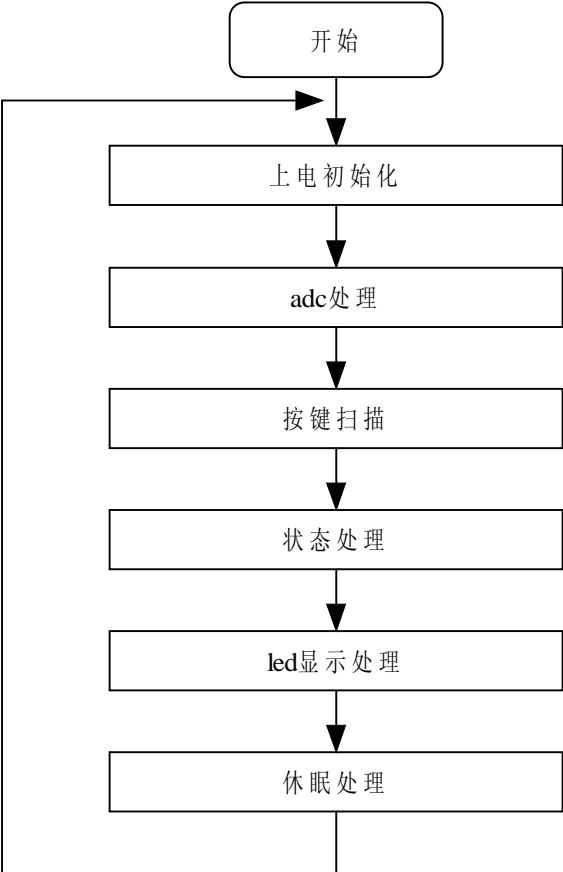 开始
上电初始化
adc处理
按键扫描
状态处理
led显示处理
休眠处理